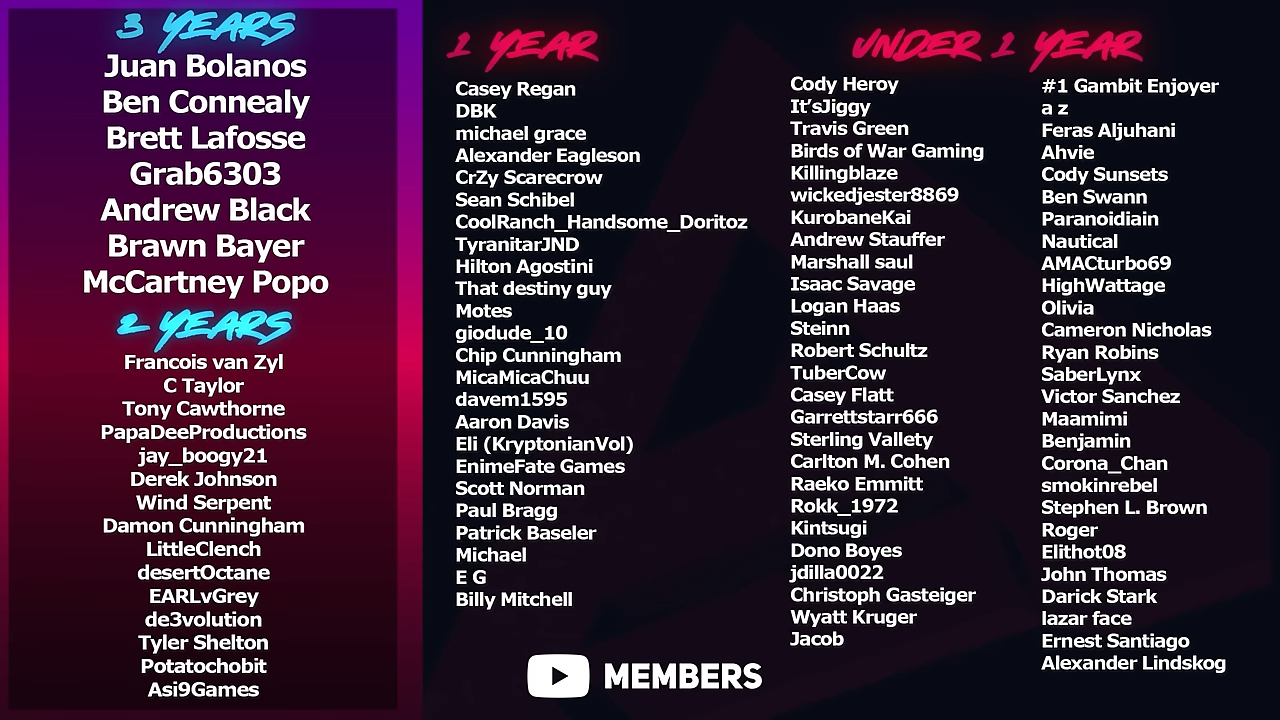 3 YEARS
Juan Bolanos
Ben Connealy
Brett Lafosse
Grab6303
Andrew Black
Brawn Bayer
McCartney Popo
2 YEARS
Francois van Zyl
C Taylor
Tony Cawthorne
PapaDeeProductions
jay_boogy21
Derek Johnson
Wind Serpent
Damon Cunningham
LittleClench
desertOctane
EARLvGrey
de3volution
Tyler Shelton
Potatochobit
Asi9Games
1 YEAR
Casey Regan
DBK
michael grace
Alexander Eagleson
CrZy Scarecrow
Sean Schibel
CoolRanch_Handsome_Doritoz
TyranitarJND
Hilton Agostini
That destiny guy
Motes
giodude_10
Chip Cunningham
MicaMicaChuu
davem1595
Aaron Davis
Eli (KryptonianVol)
EnimeFate Games
Scott Norman
Paul Bragg
Patrick Baseler
Michael
E G
Billy Mitchell
UNDER 1 YEAR
Cody Heroy
It’sJiggy
Travis Green
Birds of War Gaming
Killingblaze
wickedjester8869
KurobaneKai
Andrew Stauffer
Marshall saul
Isaac Savage
Logan Haas
Steinn
Robert Schultz
TuberCow
Casey Flatt
Garrettstarr666
Sterling Vallety
Carlton M. Cohen
Raeko Emmitt
Rokk_1972
Kintsugi
Dono Boyes
jdilla0022
Christoph Gasteiger
Wyatt Kruger
Jacob
#1 Gambit Enjoyer
a z
Feras Aljuhani
Ahvie
Cody Sunsets
Ben Swann
Paranoidiain
Nautical
AMACturbo69
HighWattage
Olivia
Cameron Nicholas
Ryan Robins
SaberLynx
Victor Sanchez
Maamimi
Benjamin
Corona_Chan
smokinrebel
Stephen L. Brown
Roger
Elithot08
John Thomas
Darick Stark
lazar face
Ernest Santiago
Alexander Lindskog
MEMBERS